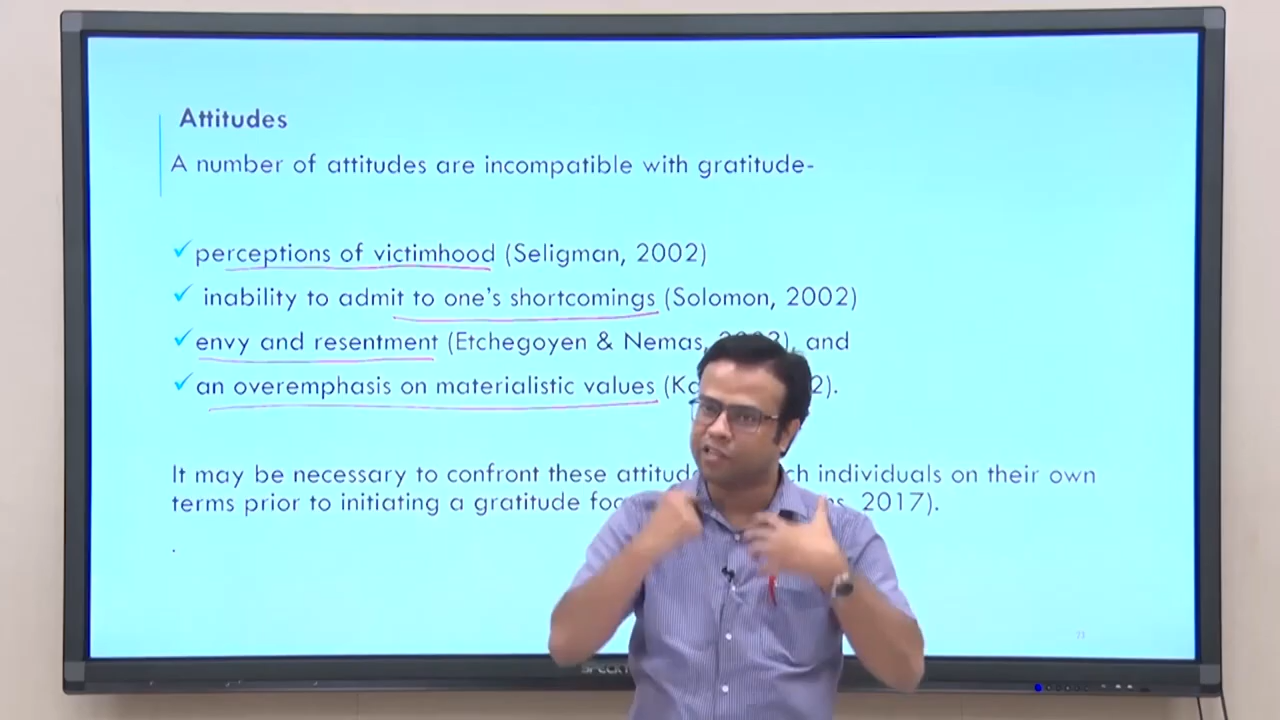 Attitudes
A number of attitudes are incompatible with gratitude-
✓ perceptions of victimhood (Seligman, 2002)
✓ inability to admit to one's shortcomings (Solomon, 2002)
✓ envy and resentment (Etchegoyen & Nemas, and
✓ an overemphasis on materialistic values
It may be necessary to confront these individuals on their own
terms prior to initiating a gratitude 2017).
.